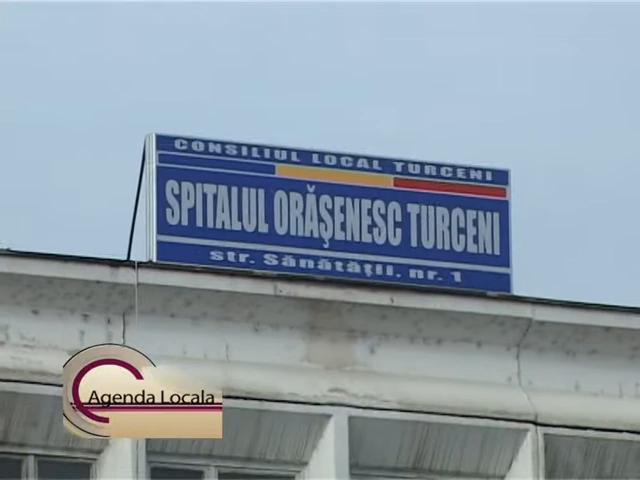 CONSILIUL LOCAL TURCENI
SPITALUL ORĂŞENESC TURCENI
str. Sănătăţii, nr. 1
Agenda Locala